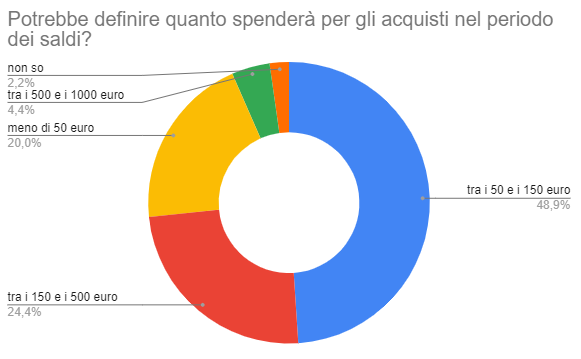 Potrebbe definire quanto spenderà per gli acquisti nel periodo
dei saldi?
non so
2,2%
tra i 500 e i 1000 euro
4,4%
meno di 50 euro
20,0%
tra i 50 e i 150 euro
48,9%
tra i 150 e i 500 euro
24,4%